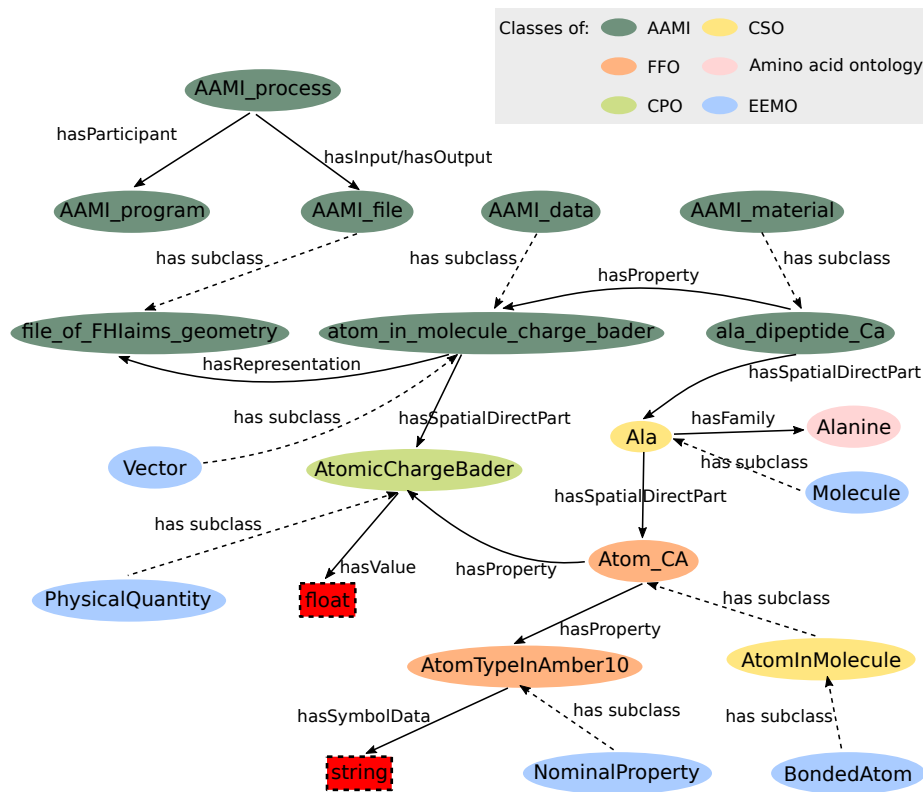 Classes of:
AAMI
CSO
FFO
Amino acid ontology
CPO
EEMO
AAMI_process
hasParticipant
hasInput/hasOutput
AAMI_program
AAMI_file
AAMI_data
AAMI_material
has subclass
has subclass
has subclass
hasProperty
file_of_FHIaims_geometry
atom_in_molecule_charge_bader
ala_dipeptide_Ca
hasRepresentation
hasSpatialDirectPart
has subclass
hasSpatialDirectPart
hasFamily
Alanine
Ala
Vector
AtomicChargeBader
has subclass
Molecule
hasSpatialDirectPart
has subclass
hasValue
hasProperty
Atom_CA
PhysicalQuantity
float
has subclass
hasProperty
AtomTypeInAmber10
AtomInMolecule
hasSymbolData
has subclass
has subclass
string
NominalProperty
BondedAtom